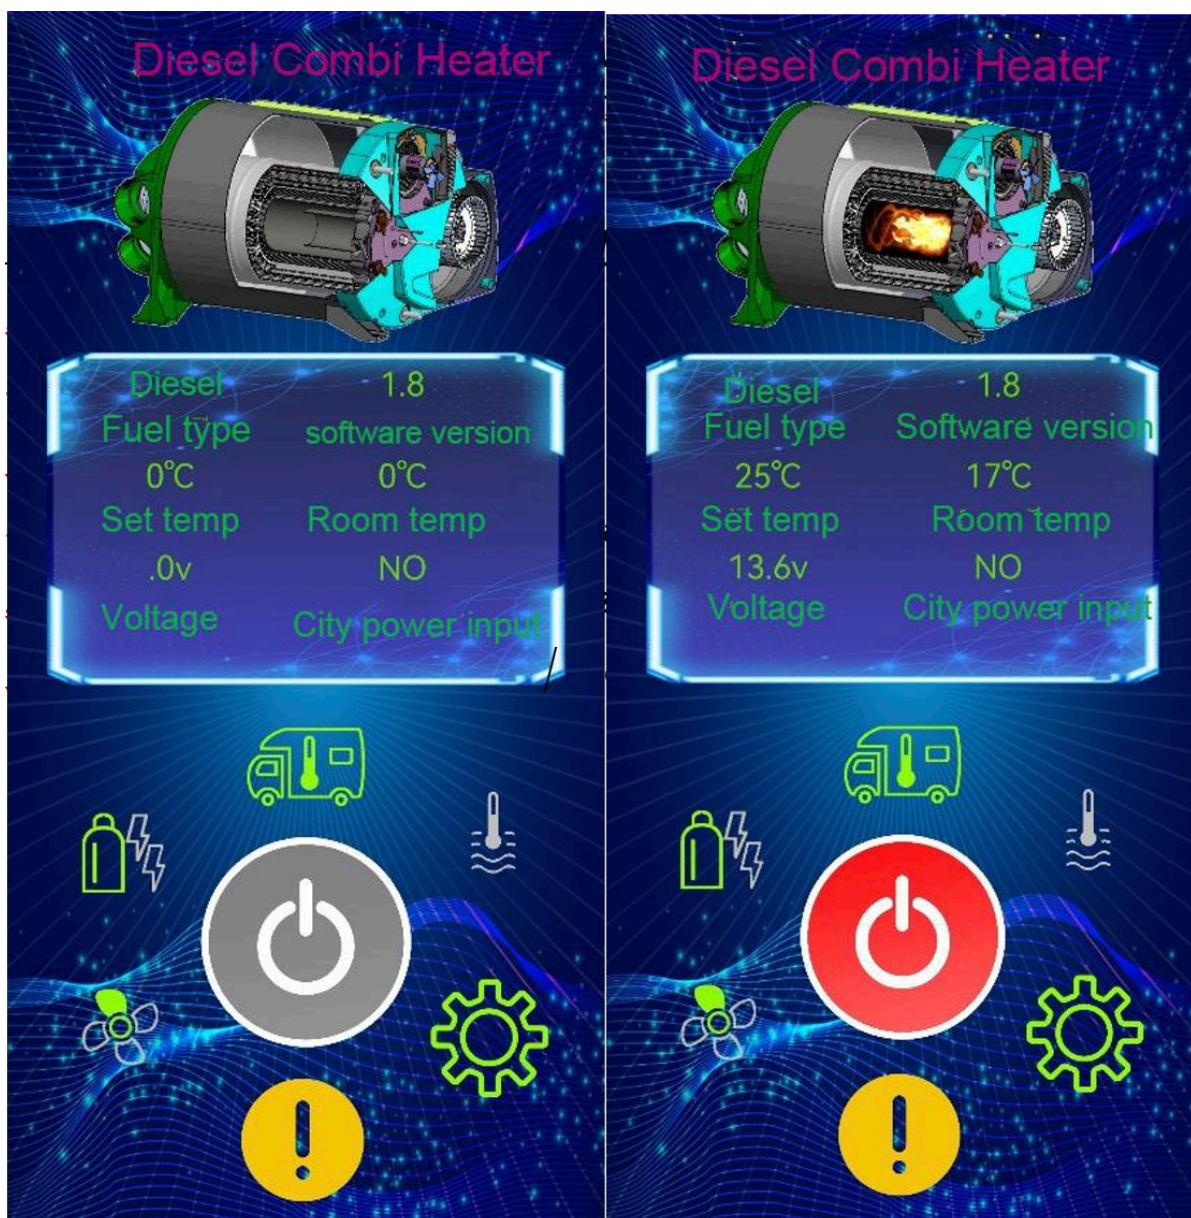 Diesel Combi Heater
Diesel 1.8
Fuel type software version
0℃ 0℃
Set temp Room temp
.0v NO
Voltage City power input
Diesel Combi Heater
Diesel 1.8
Fuel type Software version
25℃ 17℃
Set temp Room temp
13.6v NO
Voltage City power input